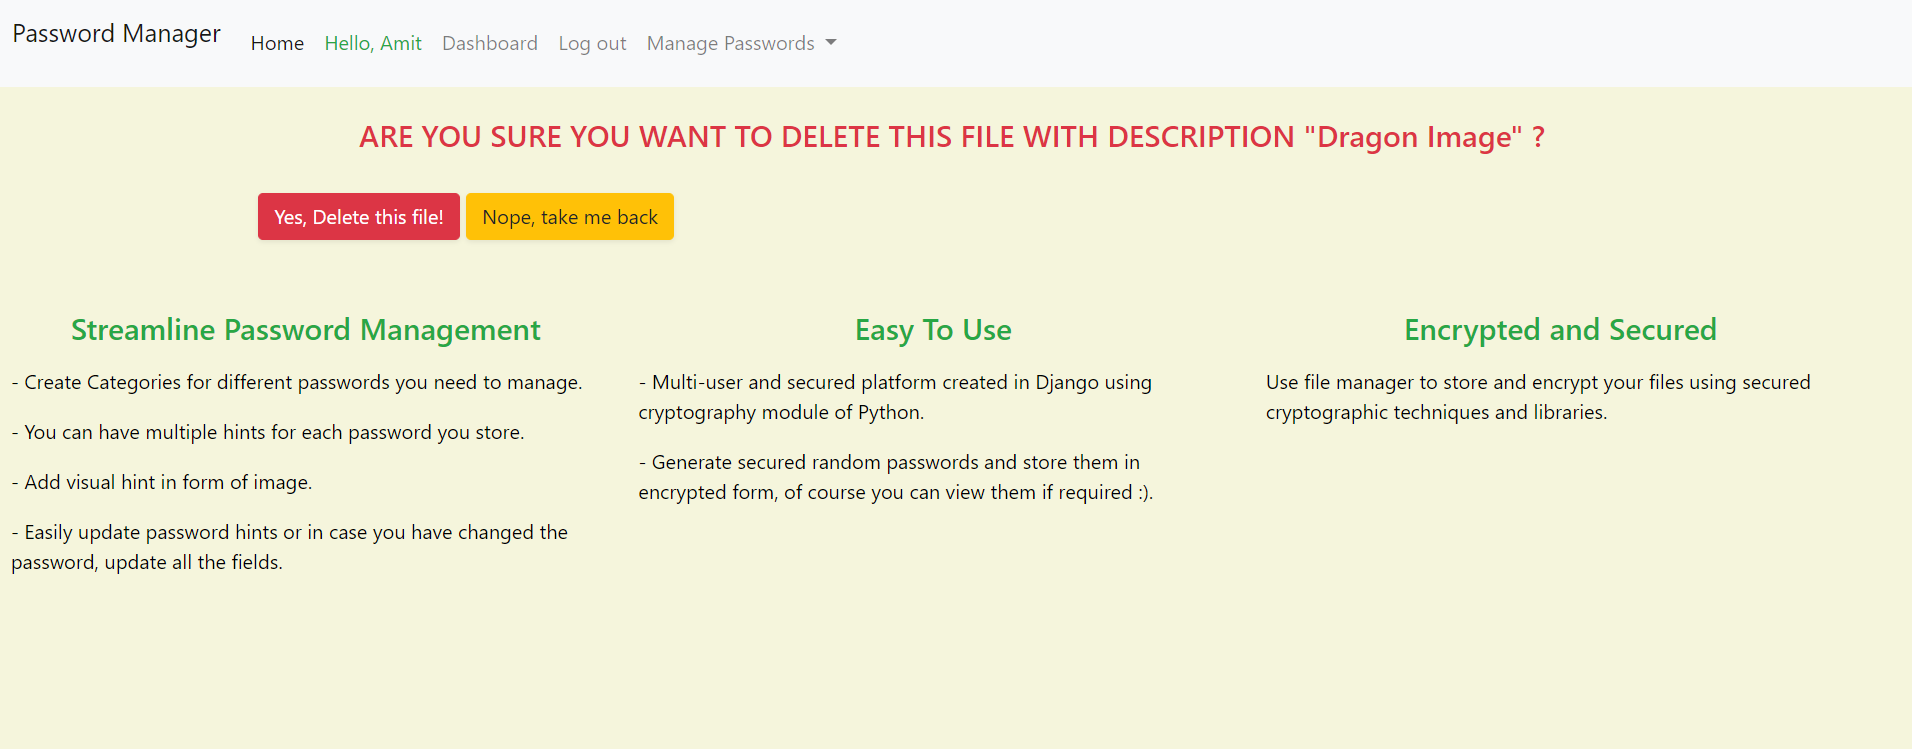 Password Manager
Home Hello, Amit Dashboard Log out Manage Passwords
ARE YOU SURE YOU WANT TO DELETE THIS FILE WITH DESCRIPTION "Dragon Image" ?
Yes, Delete this file! Nope, take me back
Streamline Password Management
- Create Categories for different passwords you need to manage.
- You can have multiple hints for each password you store.
- Add visual hint in form of image.
- Easily update password hints or in case you have changed the
password, update all the fields.
Easy To Use
- Multi-user and secured platform created in Django using
cryptography module of Python.
- Generate secured random passwords and store them in
encrypted form, of course you can view them if required :).
Encrypted and Secured
Use file manager to store and encrypt your files using secured
cryptographic techniques and libraries.